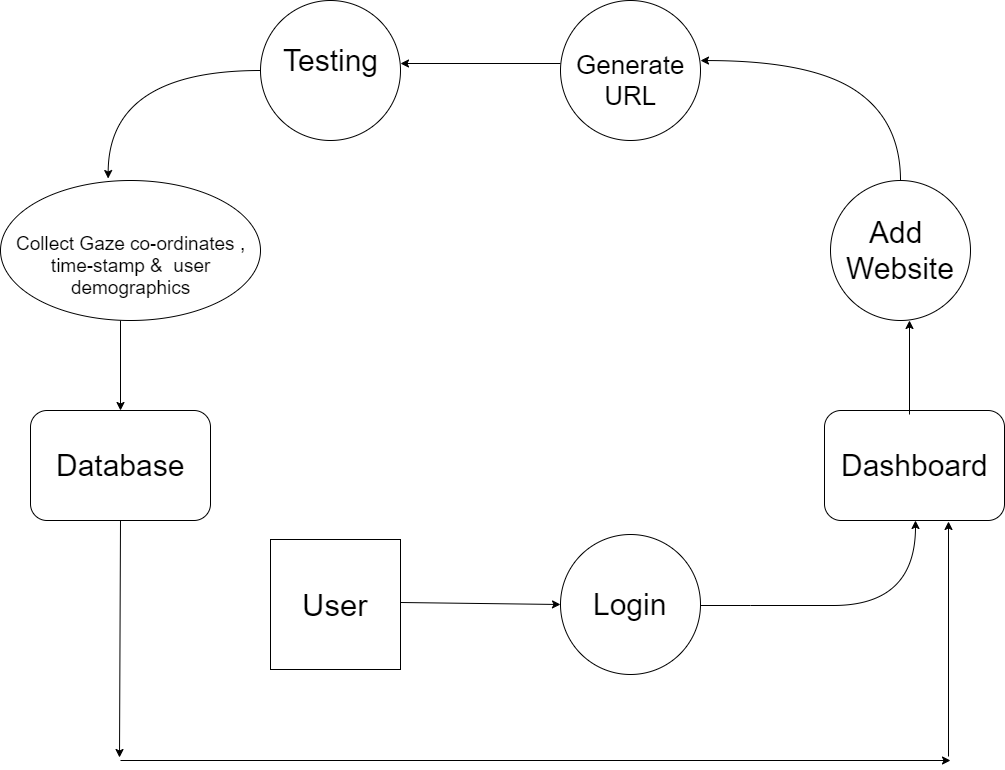 Testing
Generate
URL
Add
Website
Collect Gaze co-ordinates ,
time-stamp & user
demographics
Database
Dashboard
User
Login